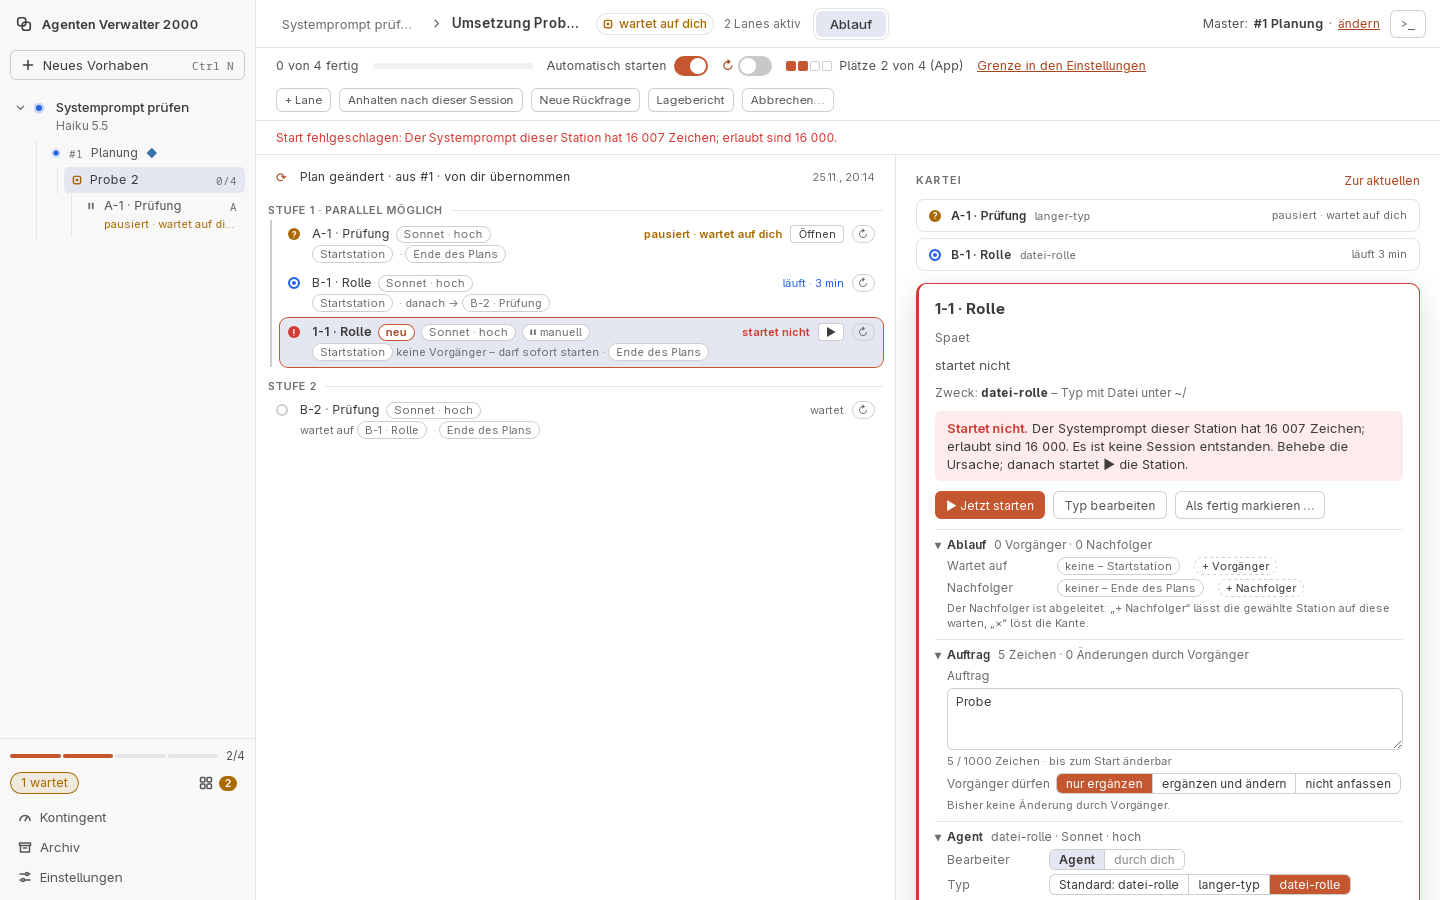 Agenten Verwalter 2000
Neues Vorhaben Ctrl N
Systemprompt prüfen
Haiku 5.5
#1 Planung
Probe 2 0/4
A-1 · Prüfung A
pausiert · wartet auf di…
2/4
1 wartet 2
Kontingent
Archiv
Einstellungen
Systemprompt prüf… › Umsetzung Prob… wartet auf dich 2 Lanes aktiv Ablauf Master: #1 Planung · ändern >_
0 von 4 fertig Automatisch starten Plätze 2 von 4 (App) Grenze in den Einstellungen
+ Lane Anhalten nach dieser Session Neue Rückfrage Lagebericht Abbrechen…
Start fehlgeschlagen: Der Systemprompt dieser Station hat 16 007 Zeichen; erlaubt sind 16 000.
Plan geändert · aus #1 · von dir übernommen 25.11., 20:14
STUFE 1 · PARALLEL MÖGLICH
A-1 · Prüfung Sonnet · hoch pausiert · wartet auf dich Öffnen
Startstation · Ende des Plans
B-1 · Rolle Sonnet · hoch läuft · 3 min
Startstation · danach → B-2 · Prüfung
1-1 · Rolle neu Sonnet · hoch manuell startet nicht ▶
Startstation keine Vorgänger – darf sofort starten · Ende des Plans
STUFE 2
B-2 · Prüfung Sonnet · hoch wartet
wartet auf B-1 · Rolle · Ende des Plans
KARTEI Zur aktuellen
A-1 · Prüfung langer-typ pausiert · wartet auf dich
B-1 · Rolle datei-rolle läuft 3 min
1-1 · Rolle
Spaet
startet nicht
Zweck: datei-rolle – Typ mit Datei unter ~/
Startet nicht. Der Systemprompt dieser Station hat 16 007 Zeichen;
erlaubt sind 16 000. Es ist keine Session entstanden. Behebe die
Ursache; danach startet ▶ die Station.
▶ Jetzt starten Typ bearbeiten Als fertig markieren …
▾ Ablauf 0 Vorgänger · 0 Nachfolger
Wartet auf keine – Startstation + Vorgänger
Nachfolger keiner – Ende des Plans + Nachfolger
Der Nachfolger ist abgeleitet: „+ Nachfolger“ lässt die gewählte Station auf diese
warten, „×“ löst die Kante.
▾ Auftrag 5 Zeichen · 0 Änderungen durch Vorgänger
Auftrag
Probe
5 / 1000 Zeichen · bis zum Start änderbar
Vorgänger dürfen nur ergänzen ergänzen und ändern nicht anfassen
Bisher keine Änderung durch Vorgänger.
▾ Agent datei-rolle · Sonnet · hoch
Bearbeiter Agent durch dich
Typ Standard: datei-rolle langer-typ datei-rolle